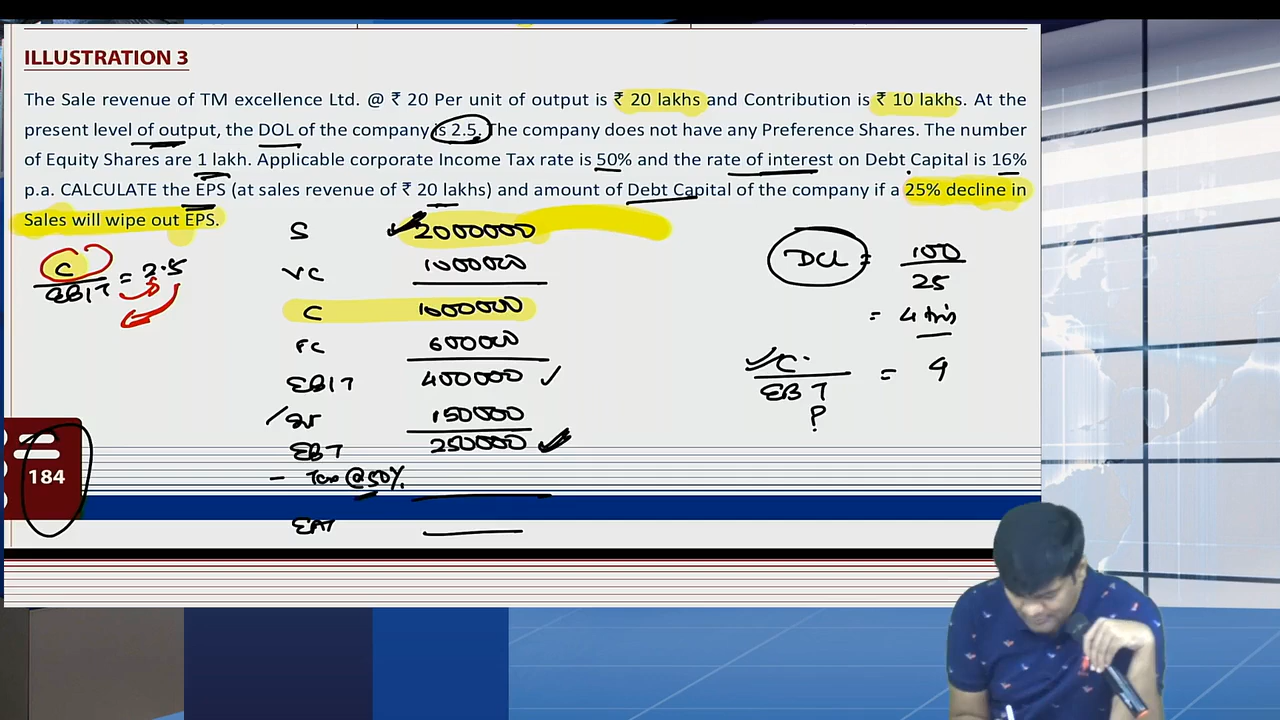 ILLUSTRATION 3
The Sale revenue of TM excellence Ltd. @ ₹ 20 Per unit of output is ₹ 20 lakhs and Contribution is ₹ 10 lakhs. At the
present level of output, the DOL of the company is 2.5. The company does not have any Preference Shares. The number
of Equity Shares are 1 lakh. Applicable corporate Income Tax rate is 50% and the rate of interest on Debt Capital is 16%
p.a. CALCULATE the EPS (at sales revenue of ₹ 20 lakhs) and amount of Debt Capital of the company if a 25% decline in
Sales will wipe out EPS.
S 2000000
VC 1000000
C 1000000
FC 600000
EBIT 400000
150000
EBT 250000
- Tax @50%
EAT
C
EBIT = 2.5
DCL = 100
25
= 4
C
EBT = 4
?
184